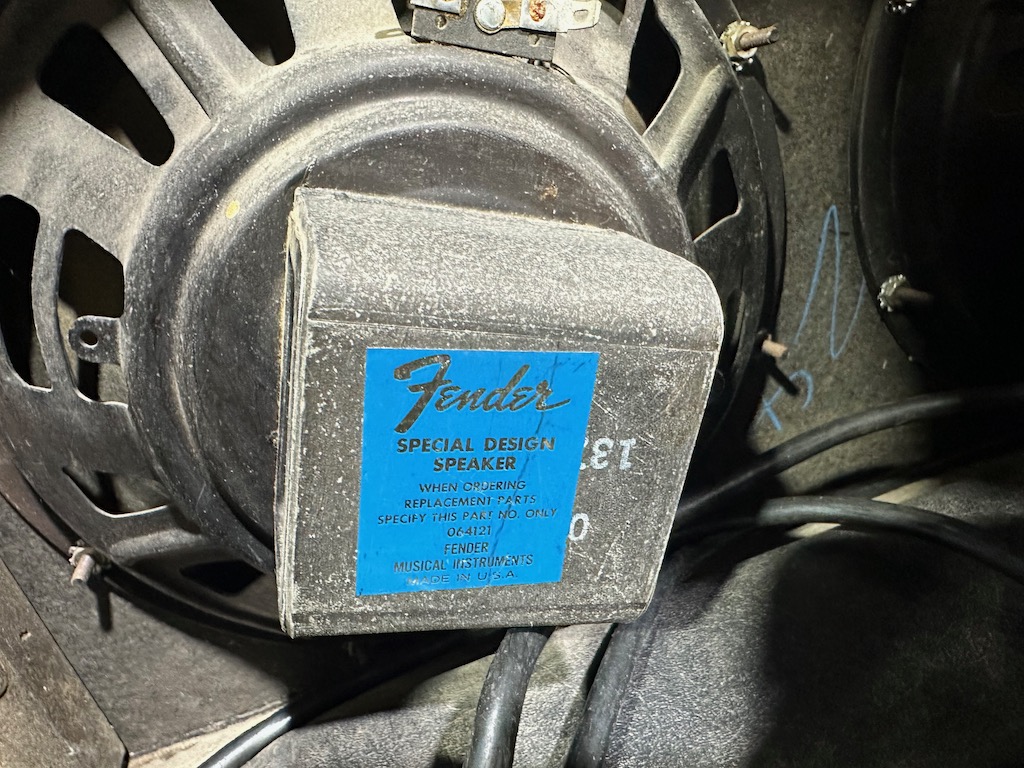 Fender
SPECIAL DESIGN
SPEAKER
WHEN ORDERING
REPLACEMENT PARTS
SPECIFY THIS PART NO. ONLY
064121
FENDER
MUSICAL INSTRUMENTS
MADE IN U.S.A.